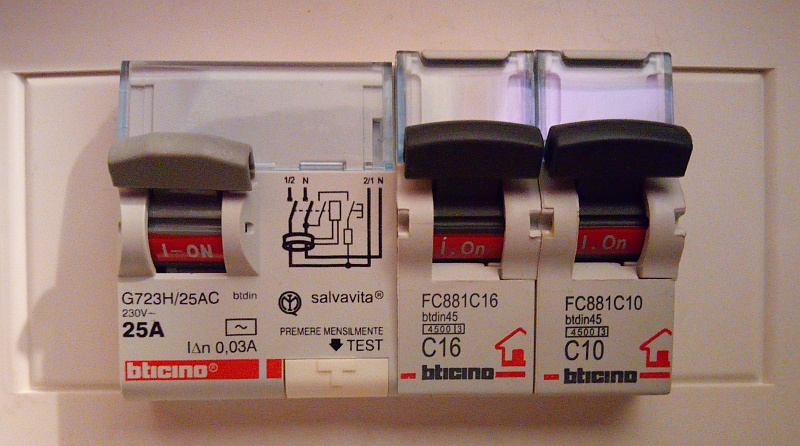 1/2 N 2/1 N
I-ON
G723H/25AC btdin
230V~
25A
salvavita®
PREMERE MENSILMENTE
TEST
I∆n 0,03A
bticino®
T
I.On
FC881C16
btdin45
4500 3
C16
bticino
I.On
FC881C10
btdin45
4500 3
C10
bticino